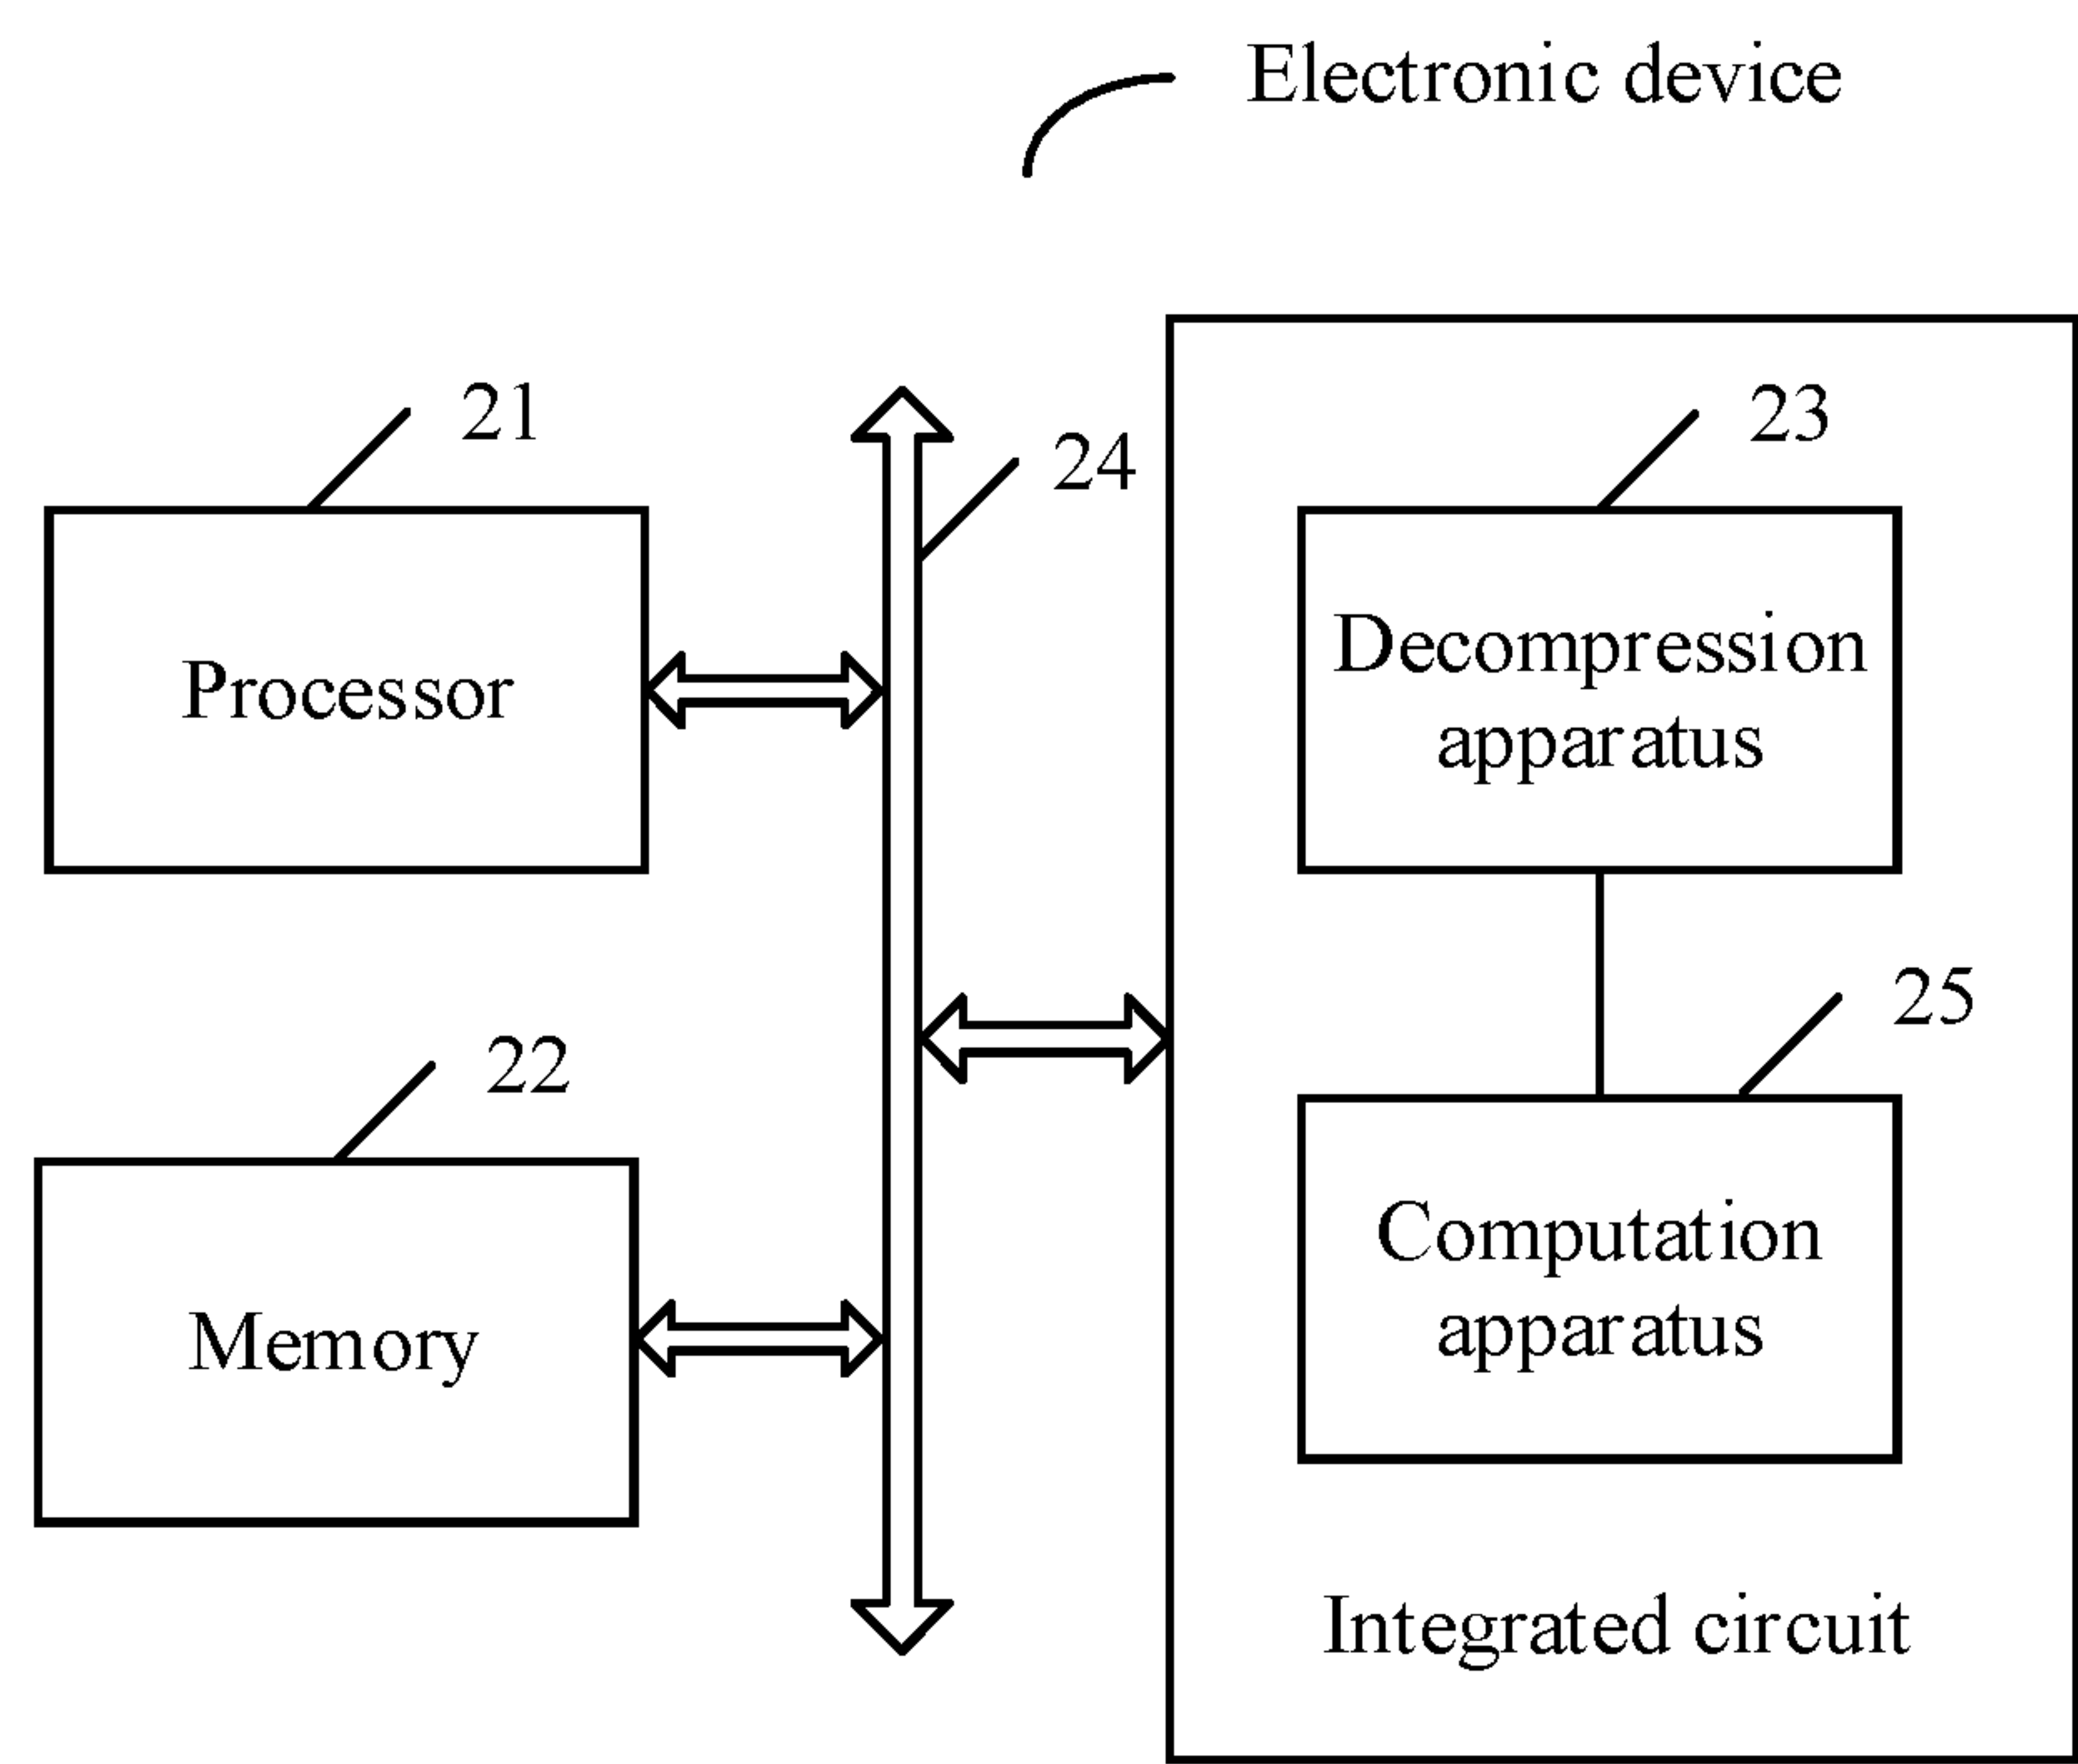 Electronic device
21
24
23
Processor
Decompression
apparatus
22
25
Memory
Computation
apparatus
Integrated circuit